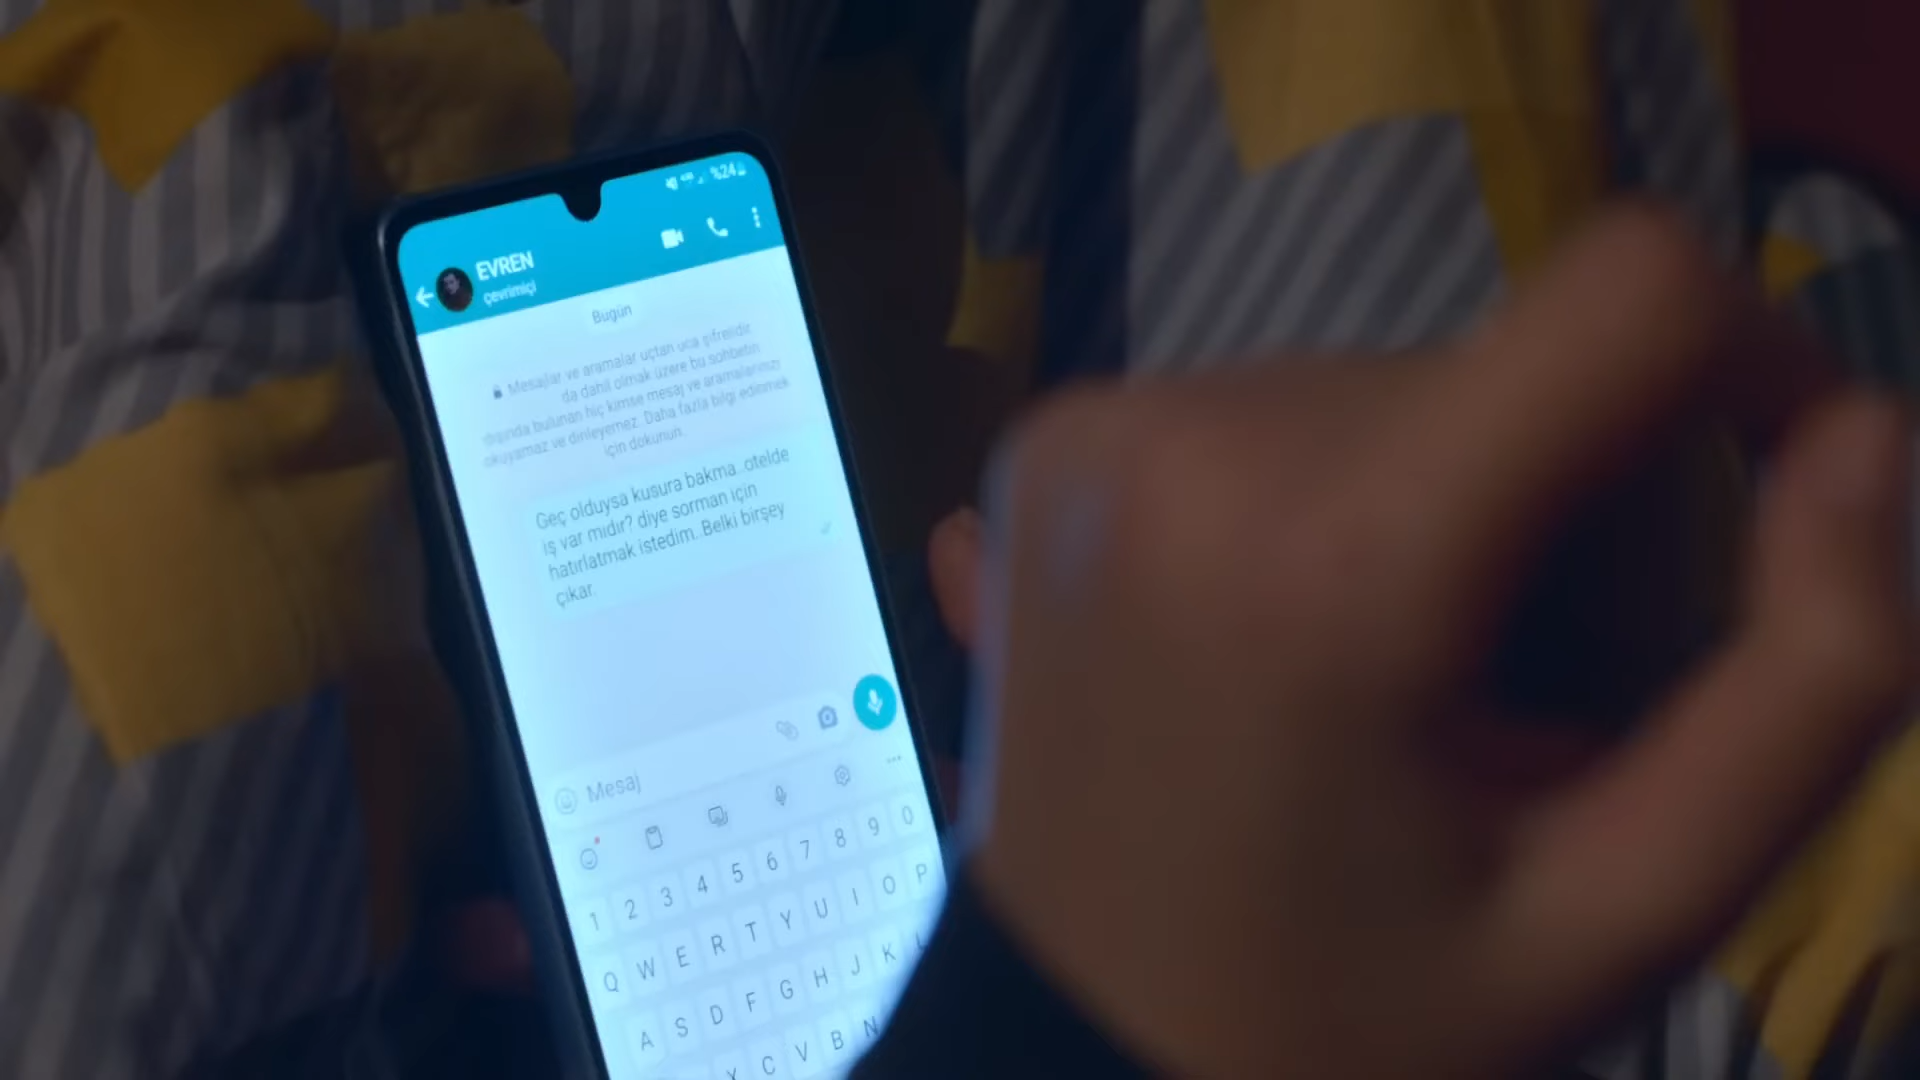 %24
EVREN
çevrimiçi
Bugün
Mesajlar ve aramalar uçtan uca şifrelidir.
da dahil olmak üzere bu sohbetin
dışında bulunan hiç kimse mesaj ve aramalarınızı
okuyamaz ve dinleyemez. Daha fazla bilgi edinmek
için dokunun.
Geç olduysa kusura bakma..otelde
iş var mıdır? diye sorman için
hatırlatmak istedim..Belki birşey
çıkar.
Mesaj
1 2 3 4 5 6 7 8 9 0
Q W E R T Y U I O P
A S D F G H J K L
X C V B N